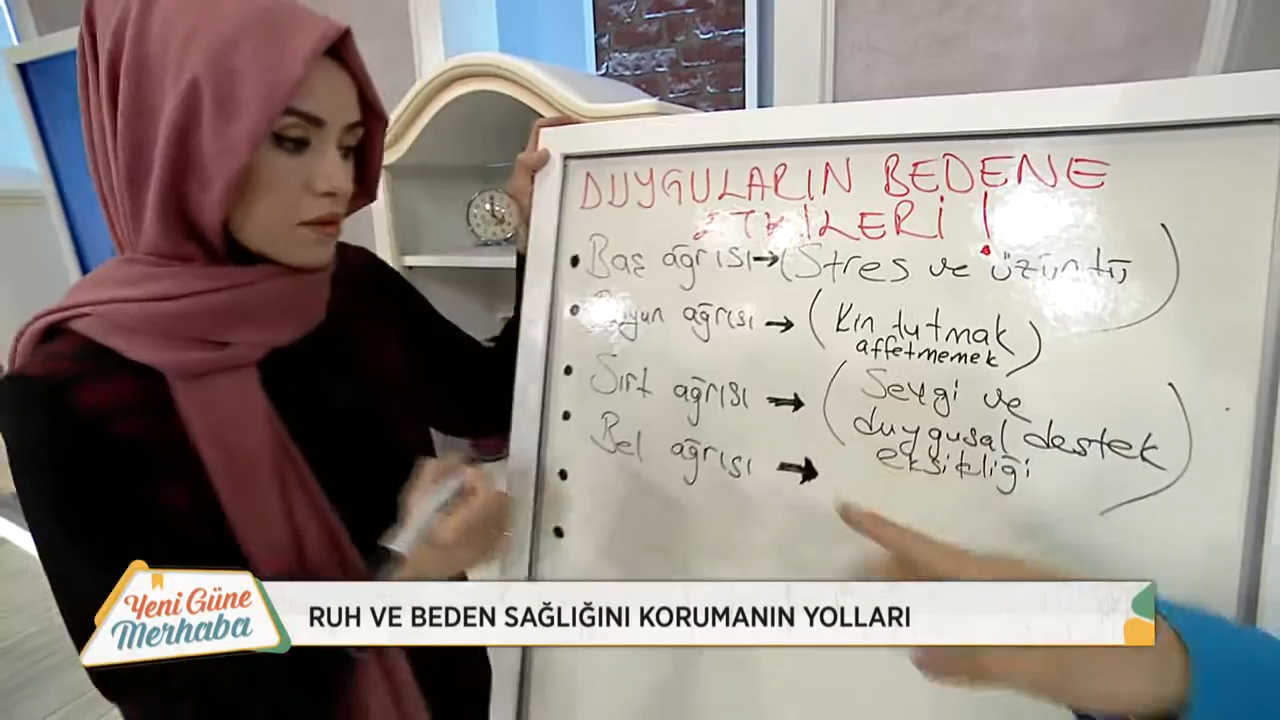 DUYGULARIN BEDENE
ETKİLERİ !
• Baş ağrısı → (Stres ve üzüntü)
• Boyun ağrısı → (Kin tutmak
affetmemek)
• Sırt ağrısı → (Sevgi ve
duygusal destek
eksikliği)
• Bel ağrısı →
Yeni Güne
Merhaba
RUH VE BEDEN SAĞLIĞINI KORUMANIN YOLLARI